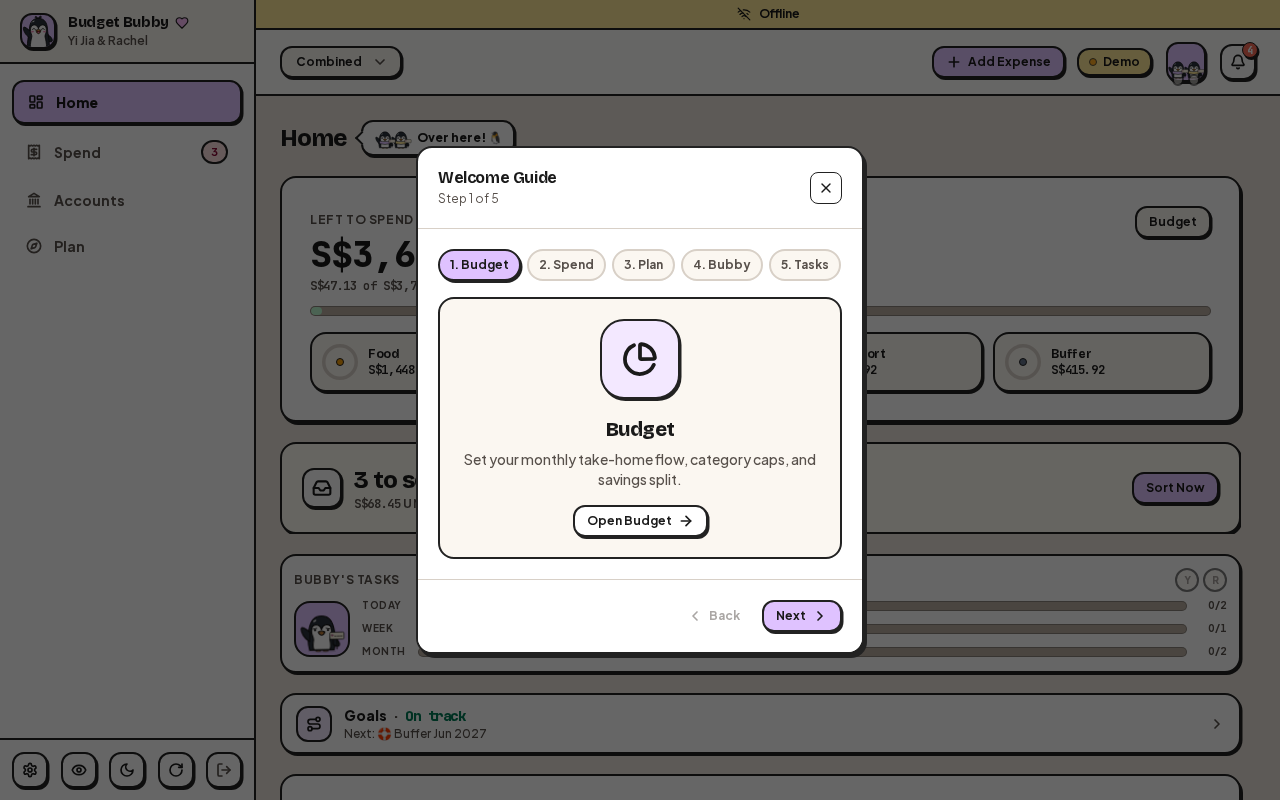 Budget Bubby
Yi Jia & Rachel
Home
Spend
3
Accounts
Plan
Offline
Combined
Add Expense
Demo
4
Home
Over here!
LEFT TO SPEND
Budget
S$3,6
S$47.13 of S$3,7
Food
S$1,448
ort
92
Buffer
S$415.92
3 to s
S$68.45 U
Sort Now
BUBBY'S TASKS
Y
R
TODAY
0/2
WEEK
0/1
MONTH
0/2
Goals · On track
Next: Buffer Jun 2027
Welcome Guide
Step 1 of 5
1. Budget
2. Spend
3. Plan
4. Bubby
5. Tasks
Budget
Set your monthly take-home flow, category caps, and
savings split.
Open Budget
Back
Next